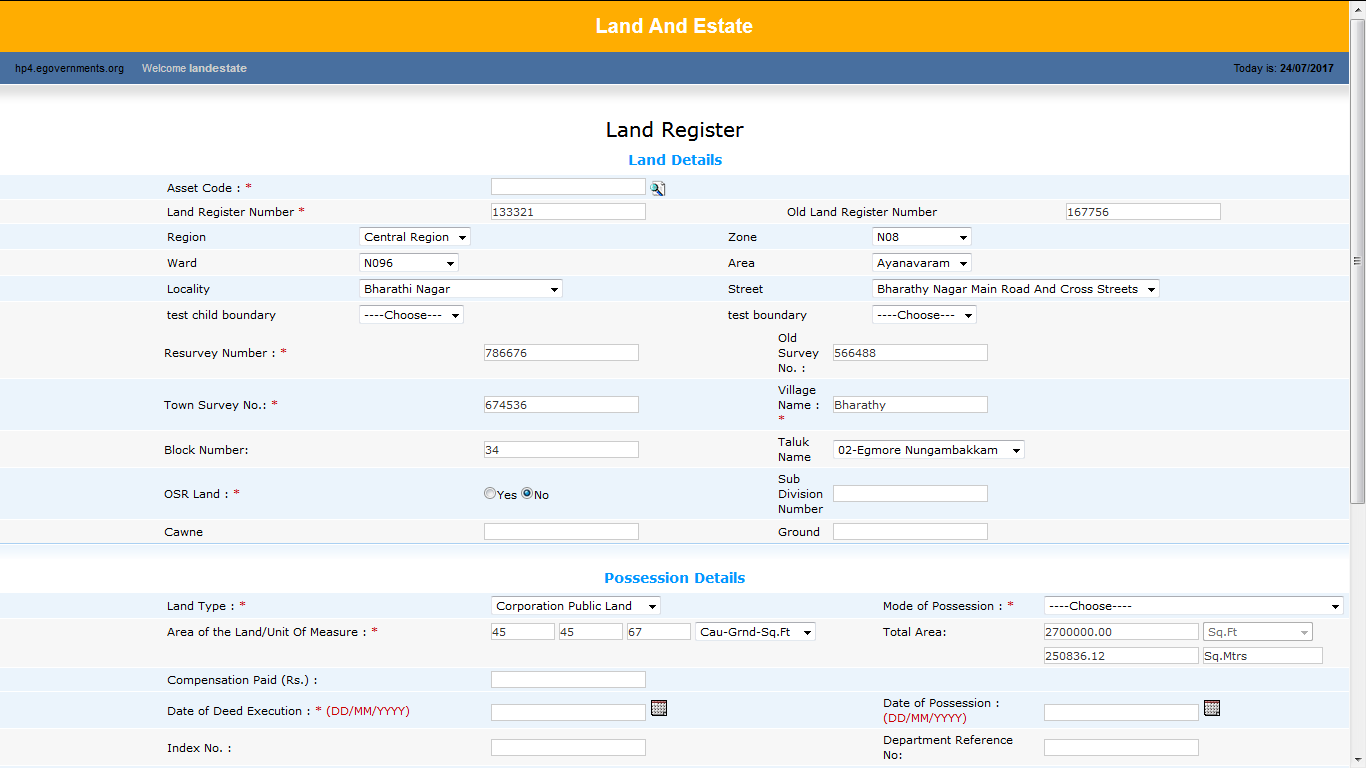 Land And Estate
hp4.egovernments.org Welcome landestate Today is: 24/07/2017
Land Register
Land Details
Asset Code : *
Land Register Number * 133321 Old Land Register Number 167756
Region Central Region Zone N08
Ward N096 Area Ayanavaram
Locality Bharathi Nagar Street Bharathy Nagar Main Road And Cross Streets
test child boundary ----Choose--- test boundary ----Choose---
Resurvey Number : * 786676 Old
Survey
No. : 566488
Town Survey No.: * 674536 Village
Name :
* Bharathy
Block Number: 34 Taluk
Name 02-Egmore Nungambakkam
OSR Land : * Yes No Sub
Division
Number
Cawne Ground
Possession Details
Land Type : * Corporation Public Land Mode of Possession : * ----Choose----
Area of the Land/Unit Of Measure : * 45 45 67 Cau-Grnd-Sq.Ft Total Area: 2700000.00 Sq.Ft
250836.12 Sq.Mtrs
Compensation Paid (Rs.) :
Date of Deed Execution : * (DD/MM/YYYY) Date of Possession :
(DD/MM/YYYY)
Index No. : Department Reference
No: